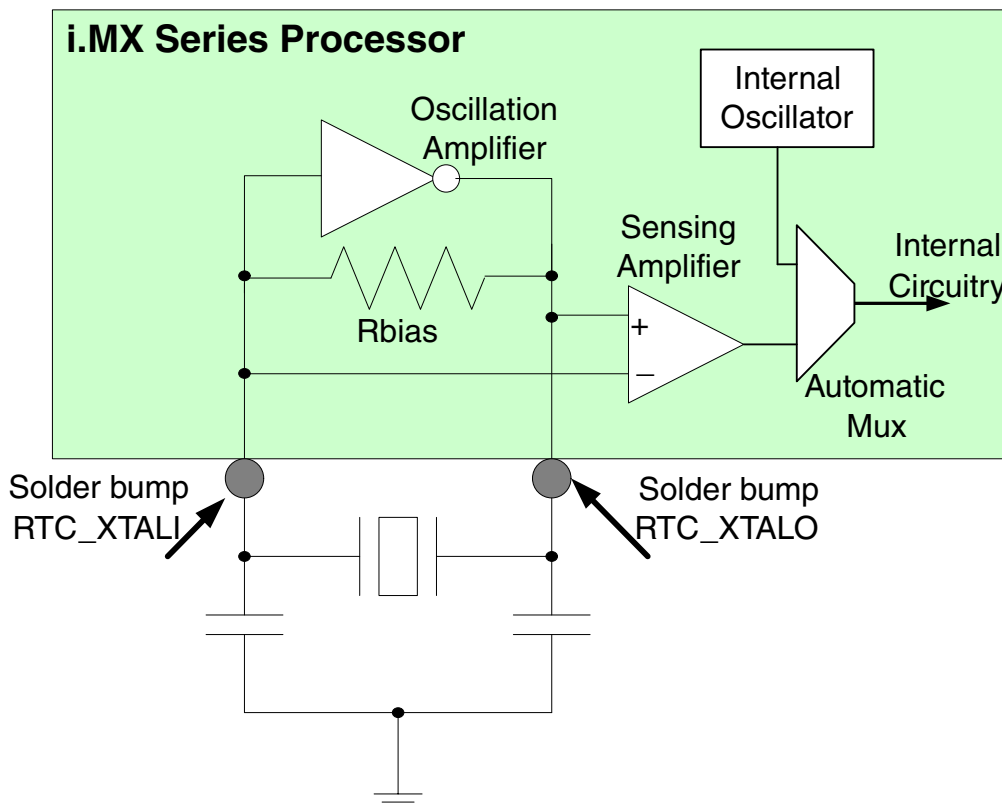 i.MX Series Processor
Internal
Oscillator
Oscillation
Amplifier
Sensing
Amplifier
Internal
Circuitry
Rbias
+
–
Automatic
Mux
Solder bump
RTC_XTALI
Solder bump
RTC_XTALO